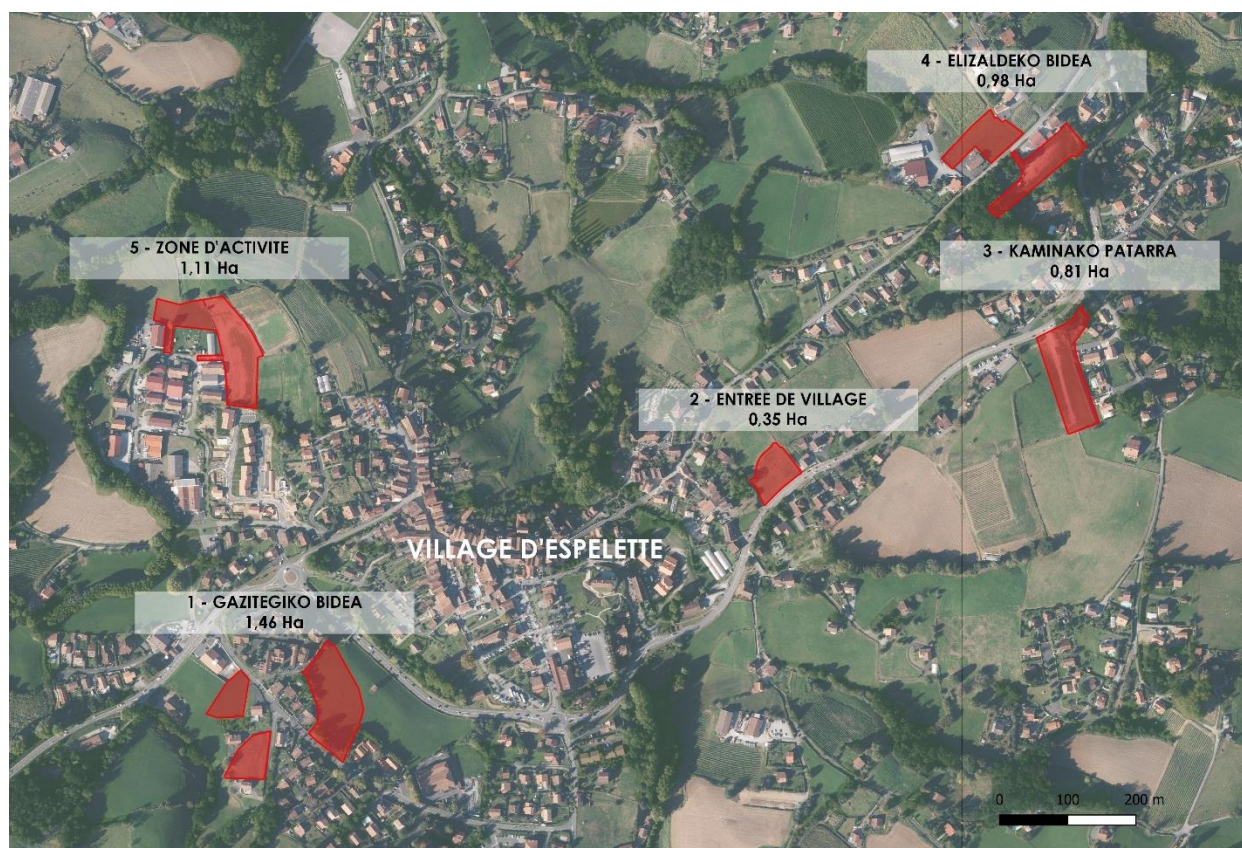 4 - ELIZALDEKO BIDEA
0,98 Ha
5 - ZONE D'ACTIVITE
1,11 Ha
3 - KAMINAKO PATARRA
0,81 Ha
2 - ENTREE DE VILLAGE
0,35 Ha
VILLAGE D'ESPELETTE
1 - GAZITEGIKO BIDEA
1,46 Ha
0 100 200 m